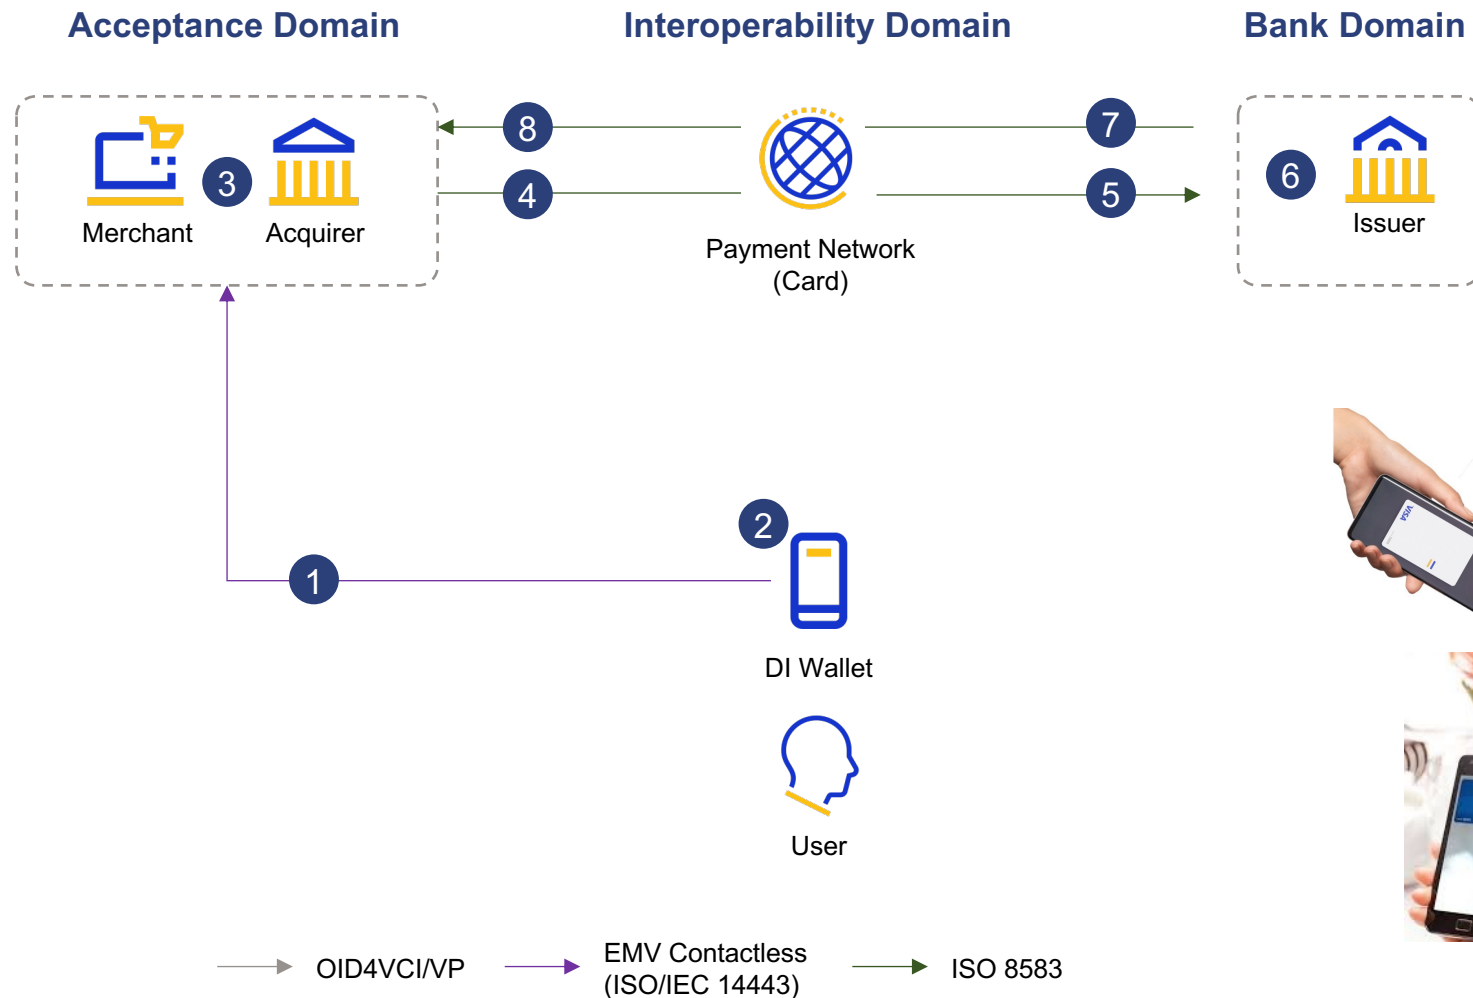 Acceptance Domain
Interoperability Domain
Bank Domain
8
7
3
4
5
6
Merchant
Acquirer
Payment Network
(Card)
Issuer
VISA
2
1
DI Wallet
User
OID4VCI/VP
EMV Contactless
(ISO/IEC 14443)
ISO 8583